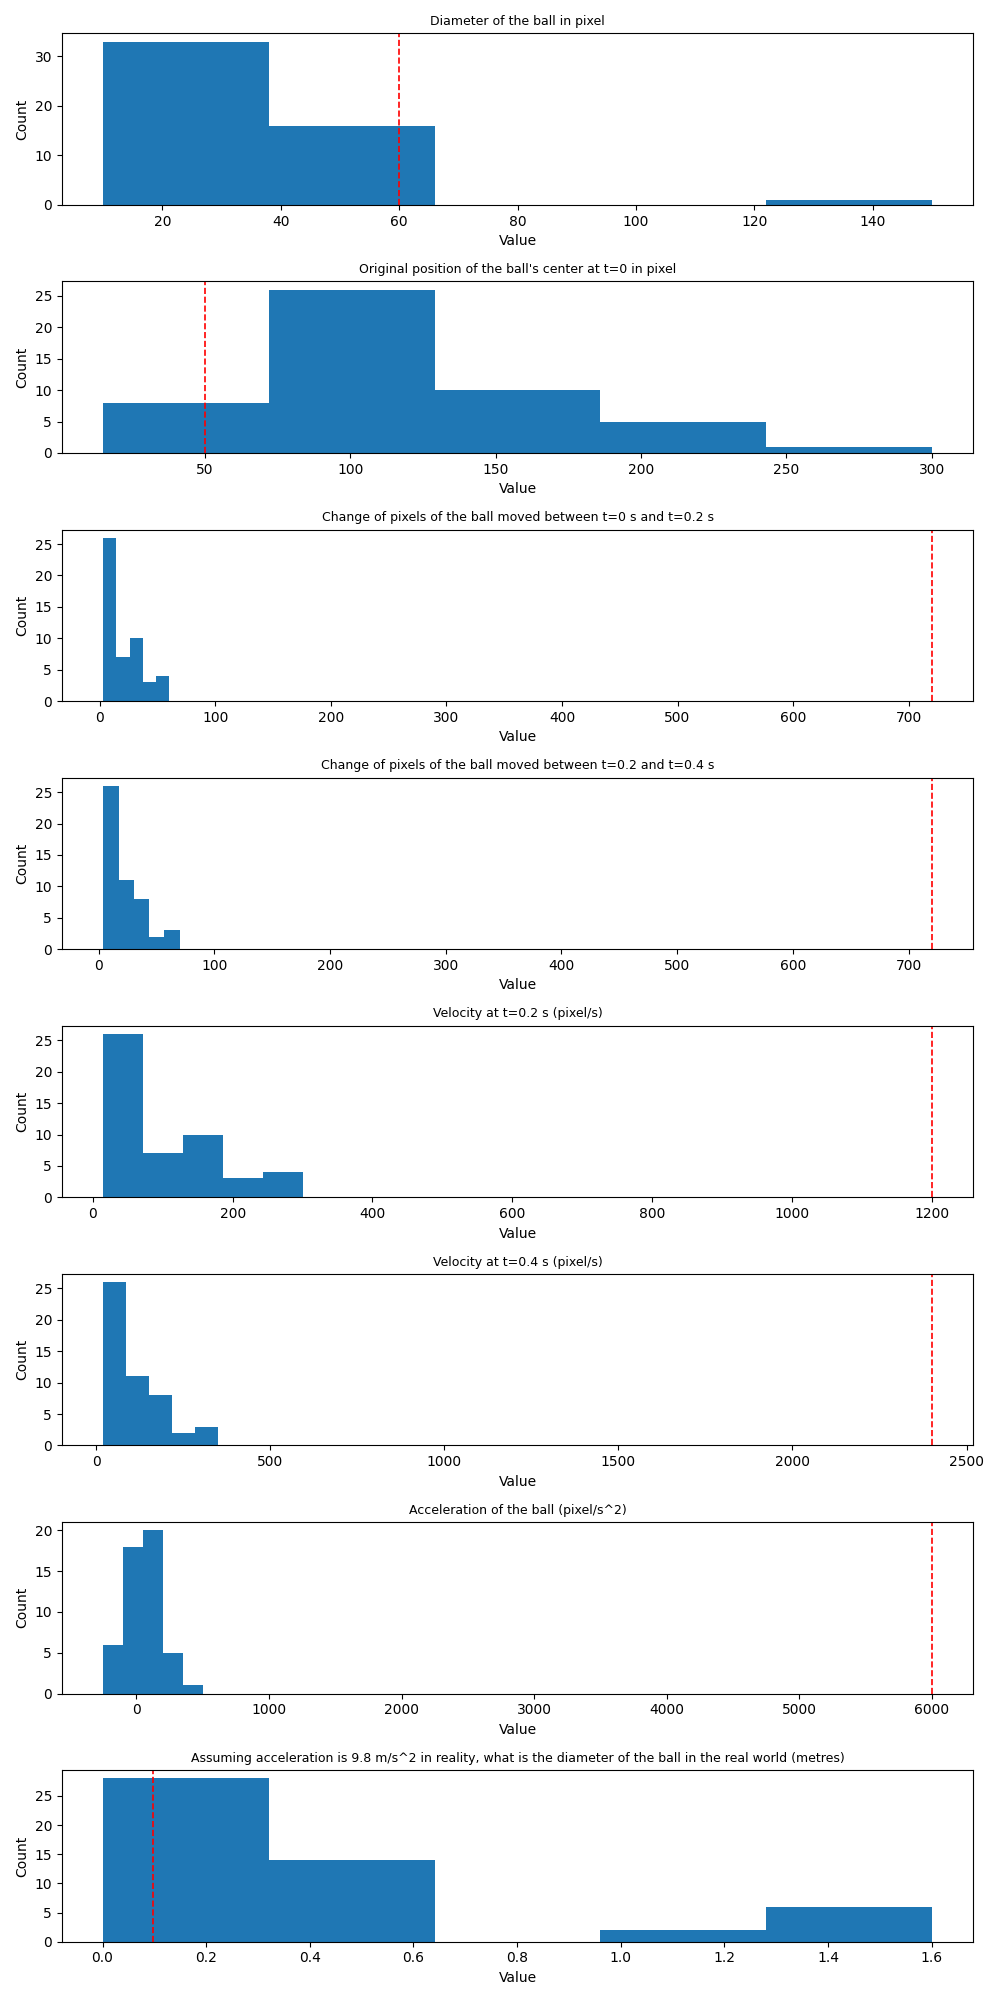 Diameter of the ball in pixel
30
20
10
0
Count
20 40 60 80 100 120 140
Value
Original position of the ball's center at t=0 in pixel
25
20
15
10
5
0
Count
50 100 150 200 250 300
Value
Change of pixels of the ball moved between t=0 s and t=0.2 s
25
20
15
10
5
0
Count
0 100 200 300 400 500 600 700
Value
Change of pixels of the ball moved between t=0.2 and t=0.4 s
25
20
15
10
5
0
Count
0 100 200 300 400 500 600 700
Value
Velocity at t=0.2 s (pixel/s)
25
20
15
10
5
0
Count
0 200 400 600 800 1000 1200
Value
Velocity at t=0.4 s (pixel/s)
25
20
15
10
5
0
Count
0 500 1000 1500 2000 2500
Value
Acceleration of the ball (pixel/s^2)
20
15
10
5
0
Count
0 1000 2000 3000 4000 5000 6000
Value
Assuming acceleration is 9.8 m/s^2 in reality, what is the diameter of the ball in the real world (metres)
25
20
15
10
5
0
Count
0.0 0.2 0.4 0.6 0.8 1.0 1.2 1.4 1.6
Value